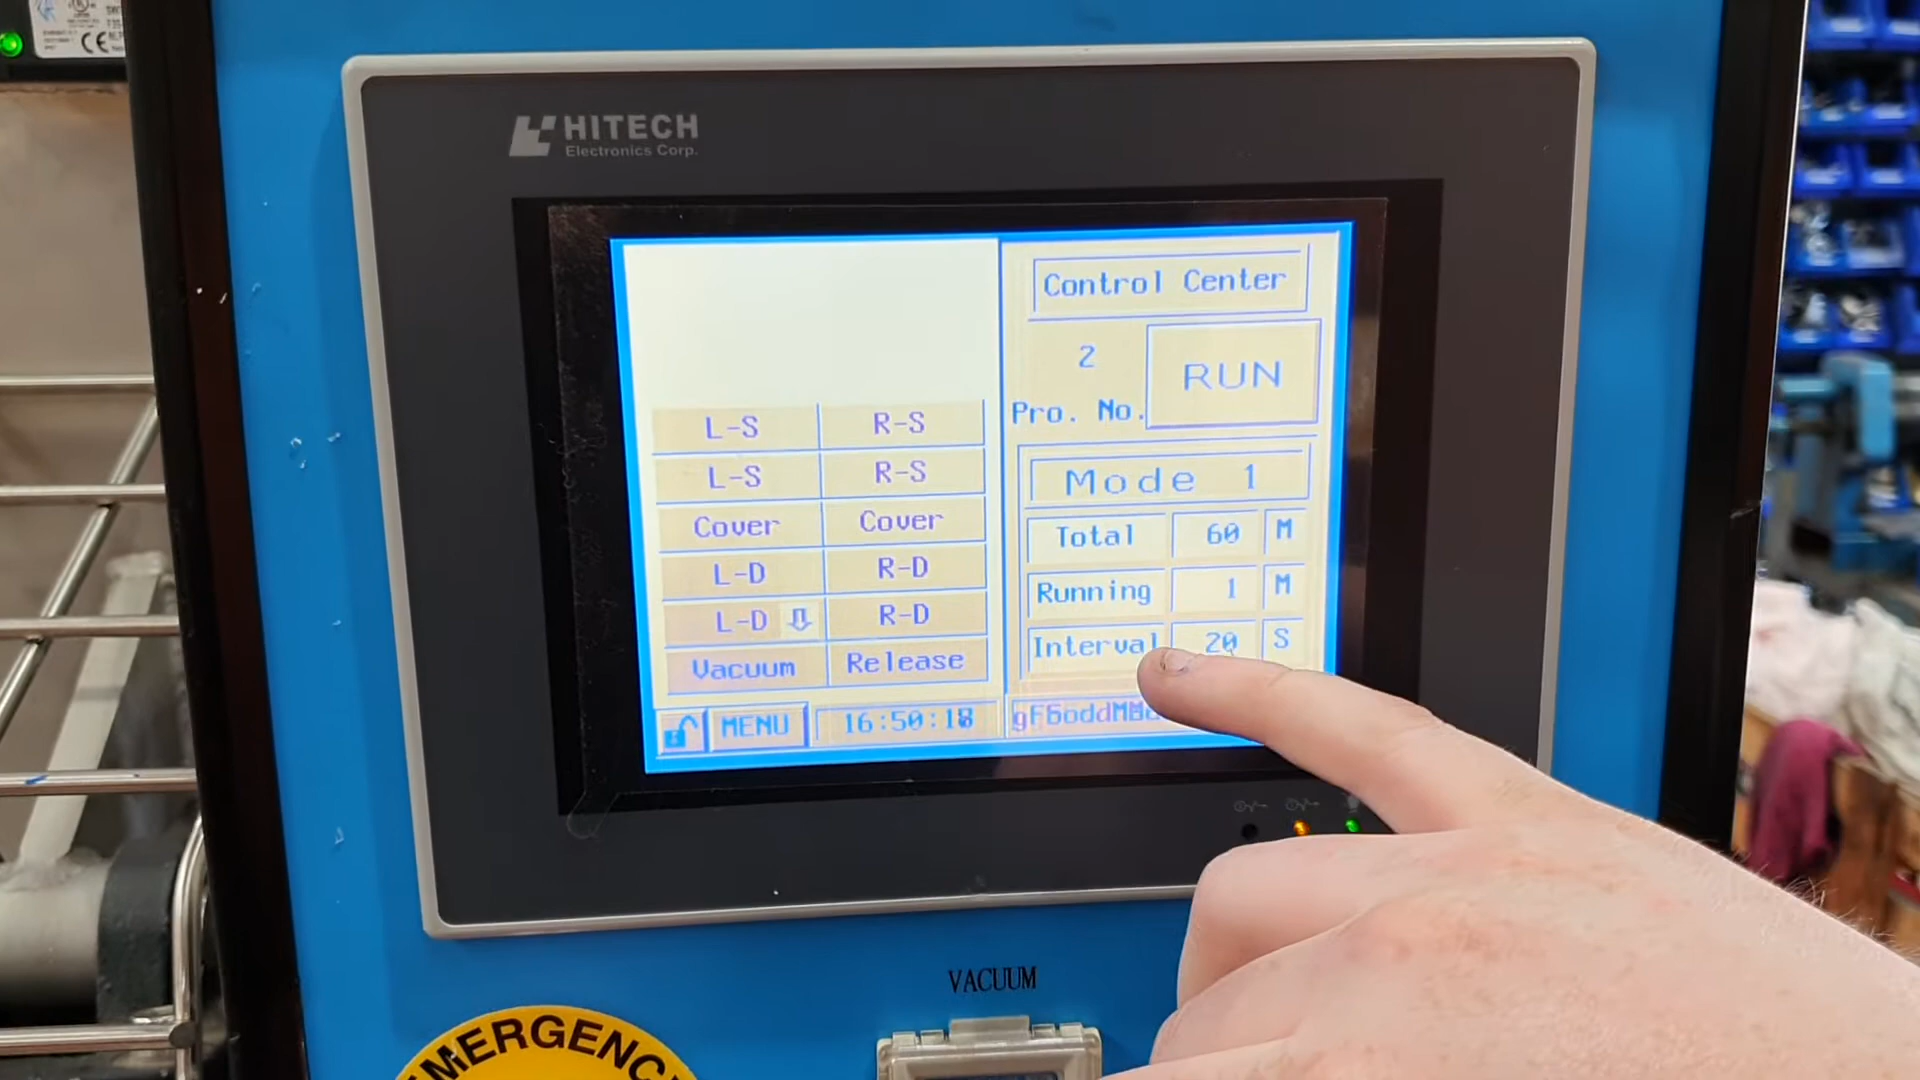 HITECH
Electronics Corp.
Control Center
2
RUN
Pro. No.
L-S R-S
L-S R-S
Cover Cover
L-D R-D
L-D R-D
Vacuum Release
Mode 1
Total 60 M
Running 1 M
Interval 20 S
MENU
16:50:18
VACUUM
EMERGENC